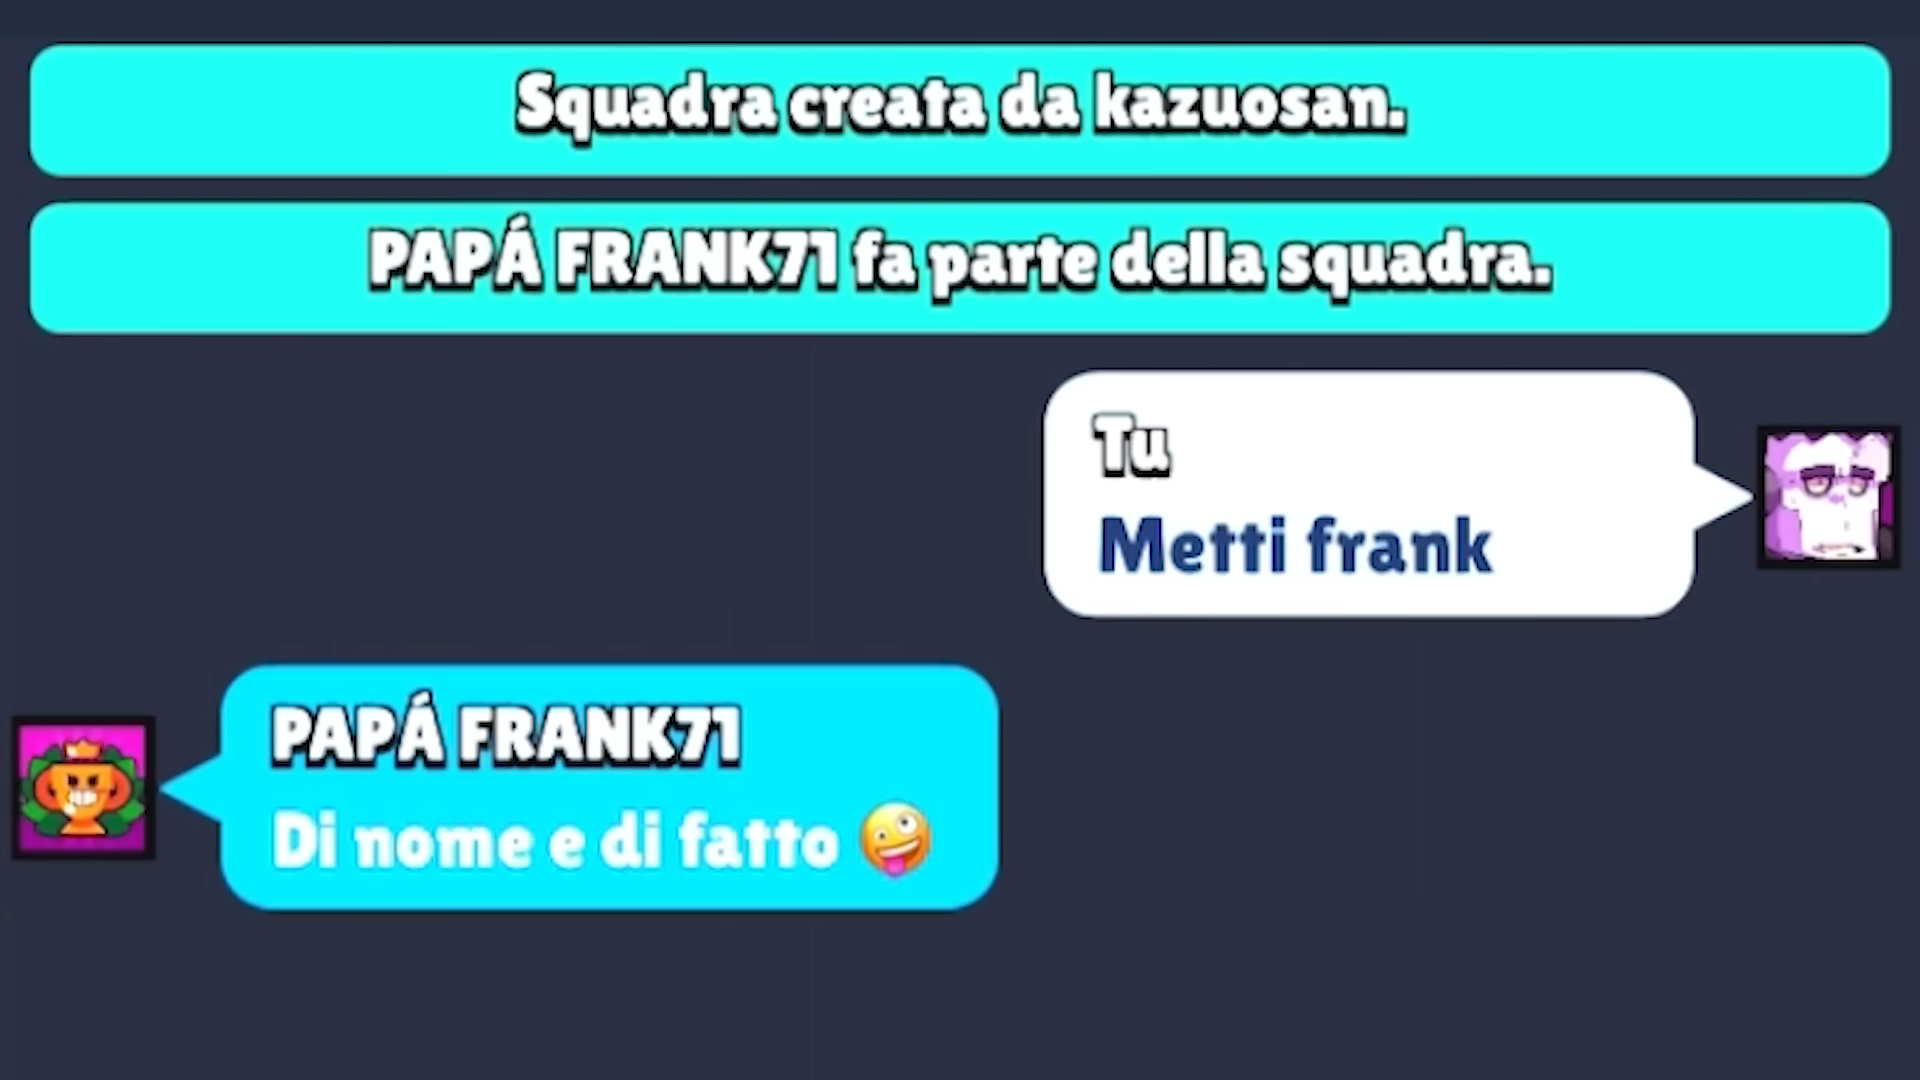 Squadra creata da kazuosan.
PAPÁ FRANK71 fa parte della squadra.
Tu
Metti frank
PAPÁ FRANK71
Di nome e di fatto 🤪